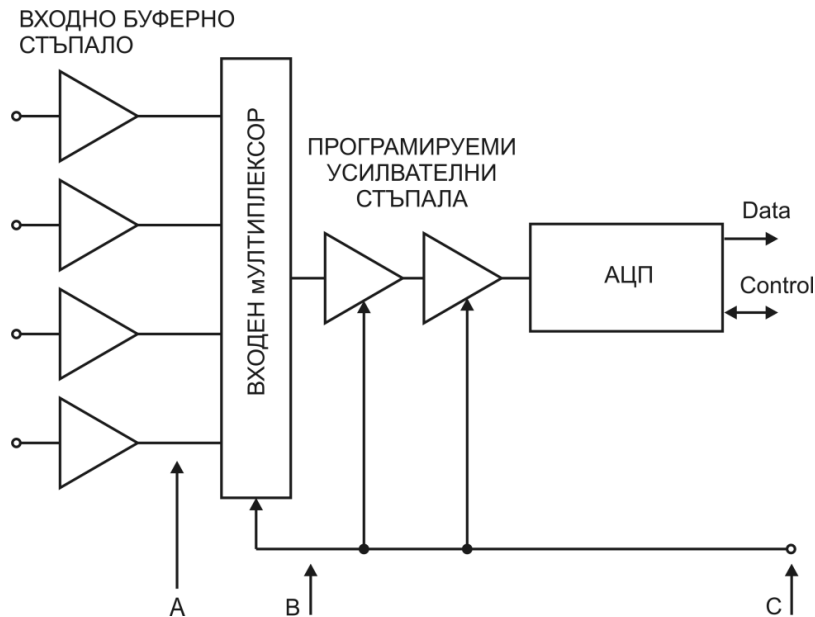 ВХОДНО БУФЕРНО
СТЪПАЛО
ВХОДЕН мУЛТИПЛЕКСОР
ПРОГРАМИРУЕМИ
УСИЛВАТЕЛНИ
СТЪПАЛА
АЦП
Data
Control
A
B
C